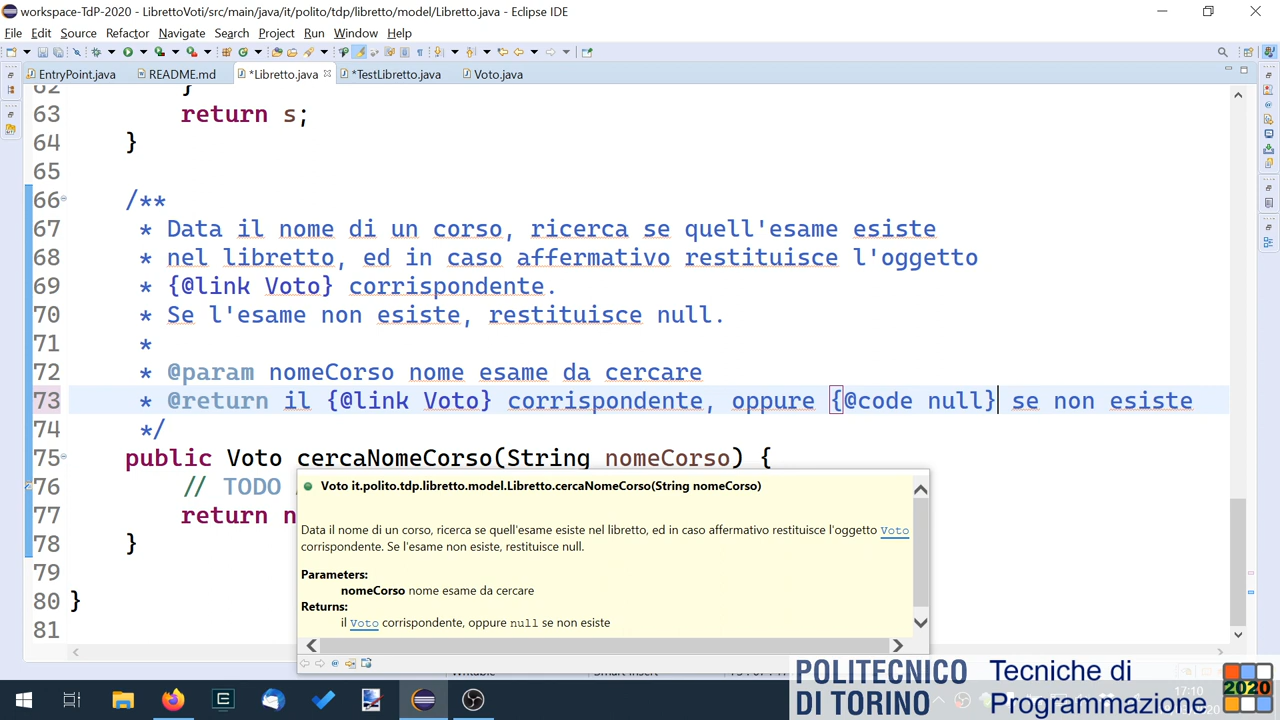 workspace-TdP-2020 - LibrettoVoti/src/main/java/it/polito/tdp/libretto/model/Libretto.java - Eclipse IDE
File Edit Source Refactor Navigate Search Project Run Window Help
EntryPoint.java README.md *Libretto.java *TestLibretto.java Voto.java
62 }
63 return s;
64 }
65
66 /**
67 * Data il nome di un corso, ricerca se quell'esame esiste
68 * nel libretto, ed in caso affermativo restituisce l'oggetto
69 * {@link Voto} corrispondente.
70 * Se l'esame non esiste, restituisce null.
71 *
72 * @param nomeCorso nome esame da cercare
73 * @return il {@link Voto} corrispondente, oppure {@code null} se non esiste
74 */
75 public Voto cercaNomeCorso(String nomeCorso) {
76 // TODO
77 return n
78 }
79
80 }
81
Voto it.polito.tdp.libretto.model.Libretto.cercaNomeCorso(String nomeCorso)
Data il nome di un corso, ricerca se quell'esame esiste nel libretto, ed in caso affermativo restituisce l'oggetto Voto
corrispondente. Se l'esame non esiste, restituisce null.
Parameters:
nomeCorso nome esame da cercare
Returns:
il Voto corrispondente, oppure null se non esiste
POLITECNICO
DI TORINO
Tecniche di
Programmazione
2020
17:10